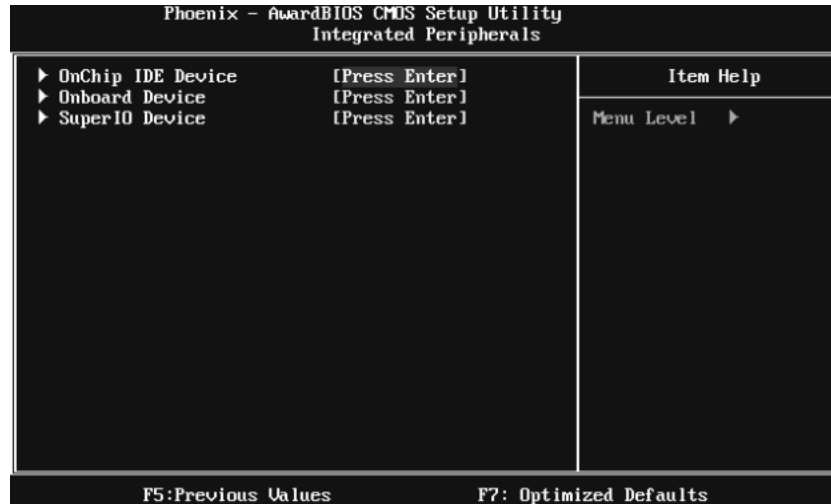 Phoenix - AwardBIOS CMOS Setup Utility
Integrated Peripherals
OnChip IDE Device [Press Enter]
Onboard Device [Press Enter]
SuperIO Device [Press Enter]
Item Help
Menu Level
F5:Previous Values F7: Optimized Defaults